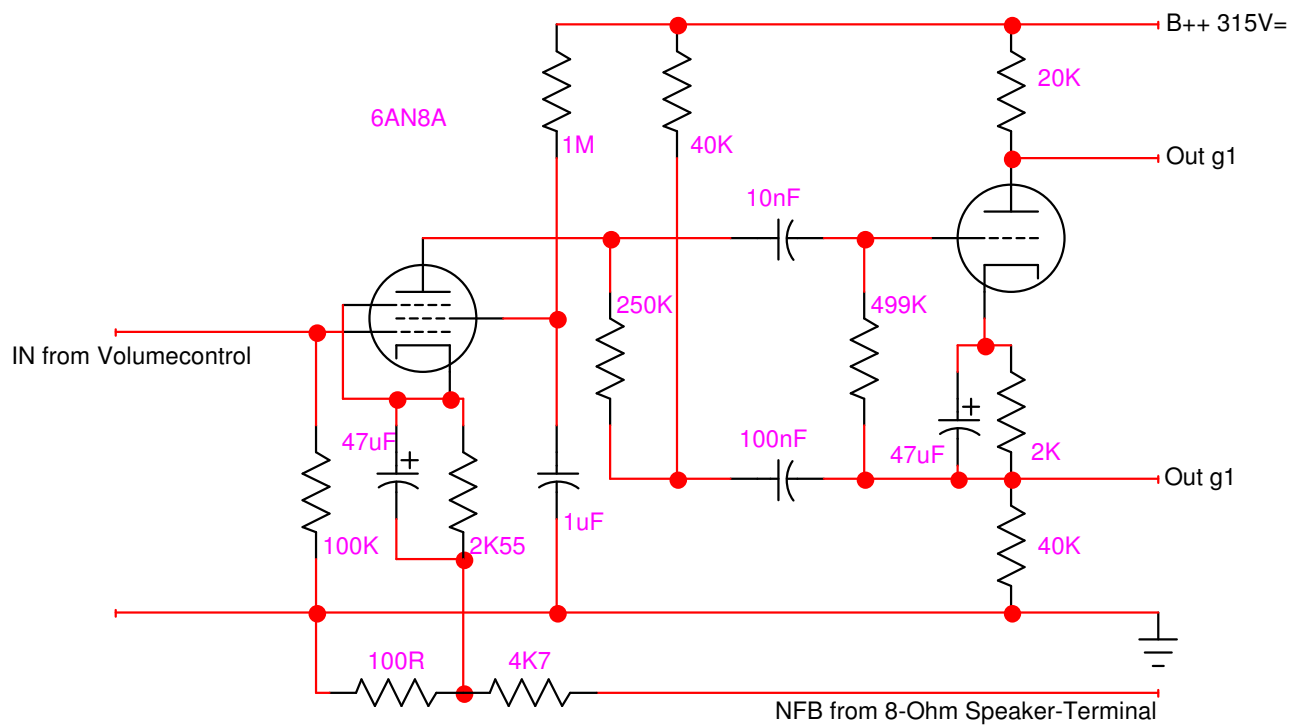 B++ 315V=
20K
6AN8A
1M
40K
Out g1
10nF
250K
499K
IN from Volumecontrol
47uF
100nF
47uF
2K
Out g1
1uF
100K
2K55
40K
100R
4K7
NFB from 8-Ohm Speaker-Terminal